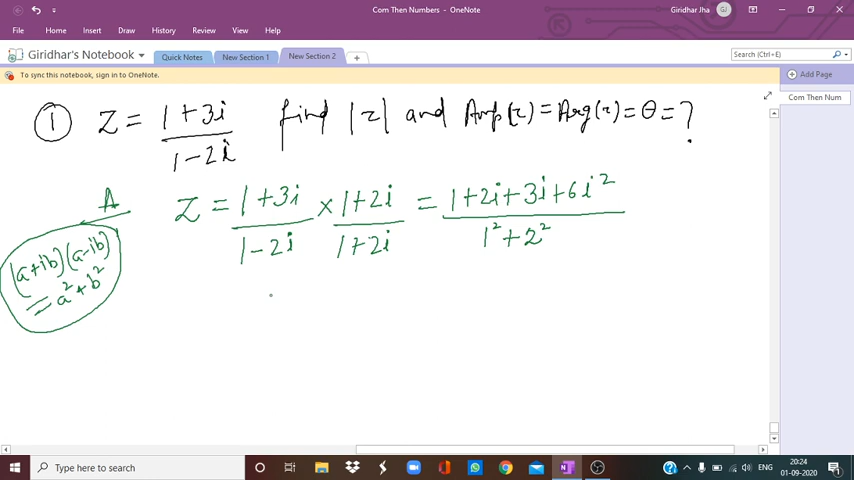 Com Then Numbers - OneNote
Giridhar Jha
GJ
File Home Insert Draw History Review View Help
Giridhar's Notebook Quick Notes New Section 1 New Section 2 +
Search (Ctrl+E)
To sync this notebook, sign in to OneNote.
Add Page
Com Then Num
① Z = (1+3i)/(1-2i) find |z| and Amp(z) = Arg(z) = θ = ?
A
Z = (1+3i)/(1-2i) × (1+2i)/(1+2i) = (1+2i+3i+6i²)/(1²+2²)
(a+ib)(a-ib)
= a²+b²
Type here to search
ENG
20:24
01-09-2020